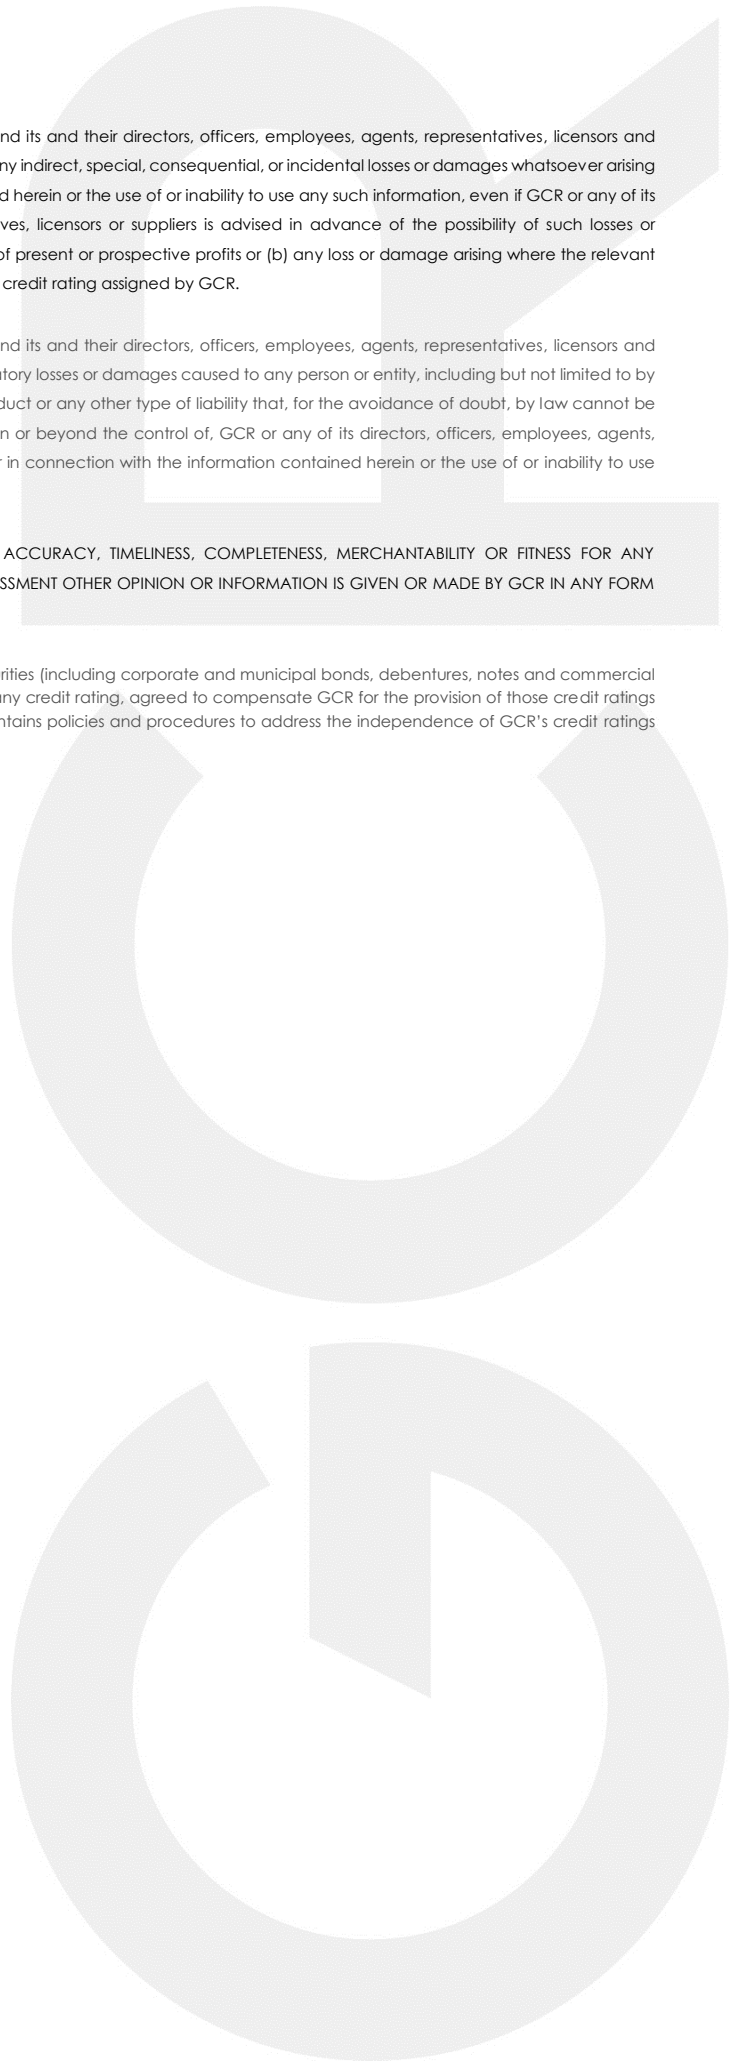 nd its and their directors, officers, employees, agents, representatives, licensors and
ny indirect, special, consequential, or incidental losses or damages whatsoever arising
d herein or the use of or inability to use any such information, even if GCR or any of its
ves, licensors or suppliers is advised in advance of the possibility of such losses or
of present or prospective profits or (b) any loss or damage arising where the relevant
credit rating assigned by GCR.
nd its and their directors, officers, employees, agents, representatives, licensors and
atory losses or damages caused to any person or entity, including but not limited to by
duct or any other type of liability that, for the avoidance of doubt, by law cannot be
n or beyond the control of, GCR or any of its directors, officers, employees, agents,
r in connection with the information contained herein or the use of or inability to use
ACCURACY, TIMELINESS, COMPLETENESS, MERCHANTABILITY OR FITNESS FOR ANY
SSMENT OTHER OPINION OR INFORMATION IS GIVEN OR MADE BY GCR IN ANY FORM
rities (including corporate and municipal bonds, debentures, notes and commercial
any credit rating, agreed to compensate GCR for the provision of those credit ratings
ntains policies and procedures to address the independence of GCR's credit ratings
GCR